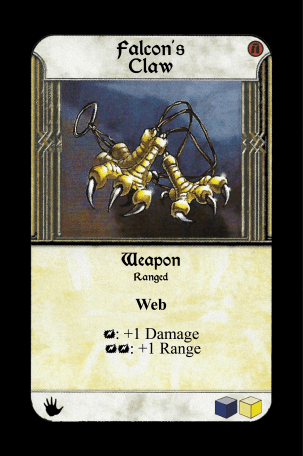 Falcon's
Claw
Weapon
Ranged
Web
: +1 Damage
: +1 Range